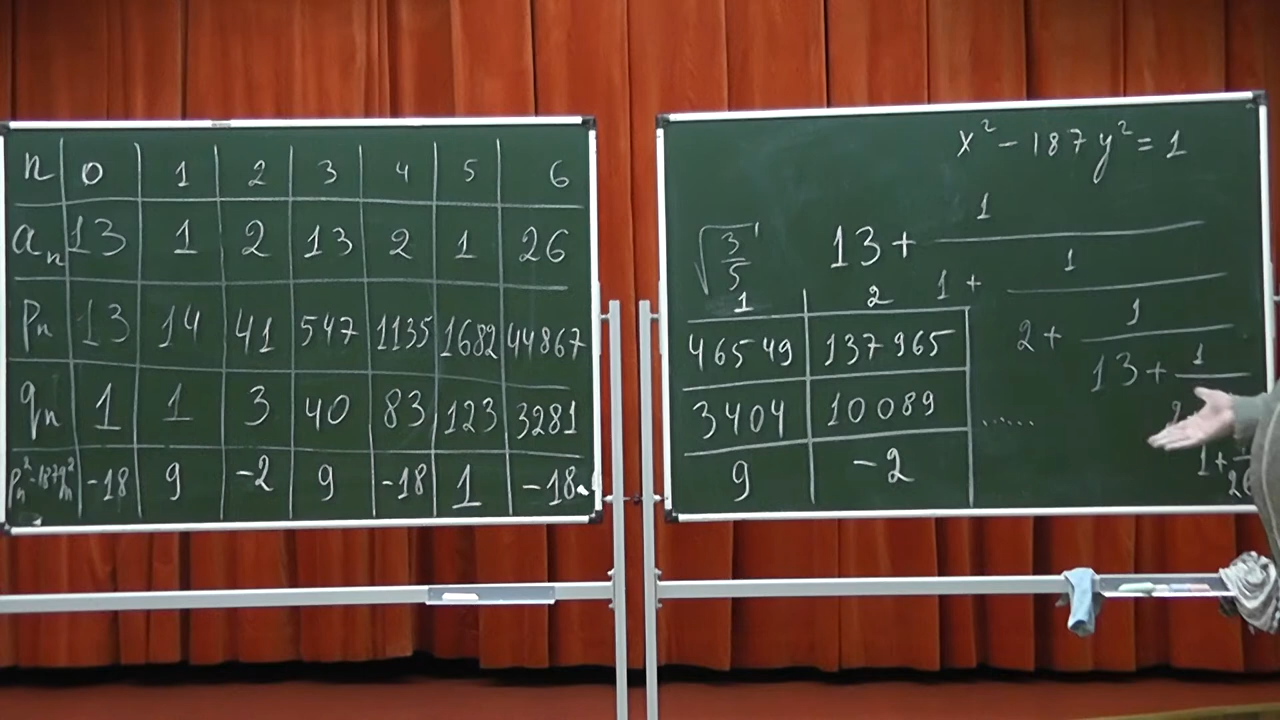 n 0 1 2 3 4 5 6
aₙ 13 1 2 13 2 1 26
pₙ 13 14 41 547 1135 1682 44867
qₙ 1 1 3 40 83 123 3281
pₙ²-187qₙ² -18 9 -2 9 -18 1 -18
x² - 187y² = 1
√(3/5)
13 + 1
1 + 1
2 + 1
13 + 1
1 +
1 2
46549 137965
3404 10089 .....
9 -2